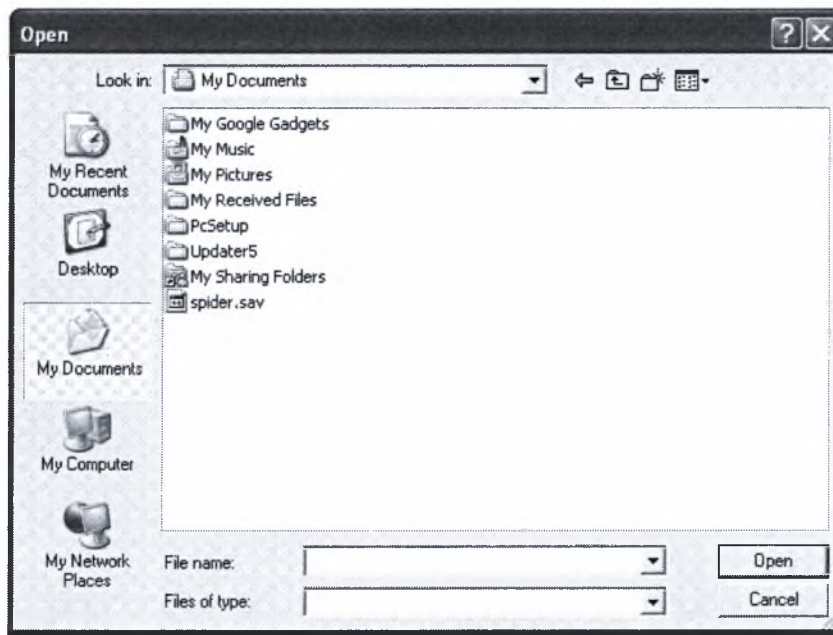 Open
Look in:
My Documents
My Recent
Documents
Desktop
My Documents
My Computer
My Network
Places
My Google Gadgets
My Music
My Pictures
My Received Files
PcSetup
Updater5
My Sharing Folders
spider.sav
File name:
Open
Files of type:
Cancel